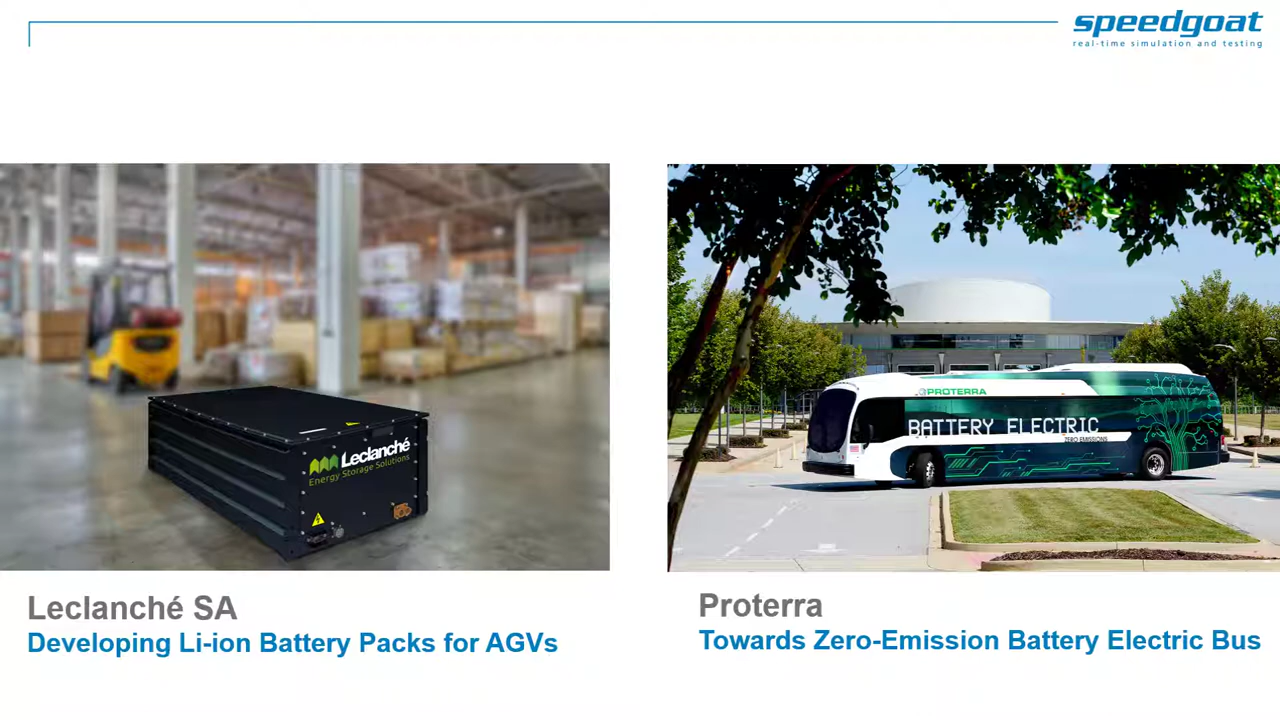 speedgoat
real-time simulation and testing
Leclanché
Energy Storage Solutions
PROTERRA
BATTERY ELECTRIC
ZERO EMISSIONS
Leclanché SA
Developing Li-ion Battery Packs for AGVs
Proterra
Towards Zero-Emission Battery Electric Bus